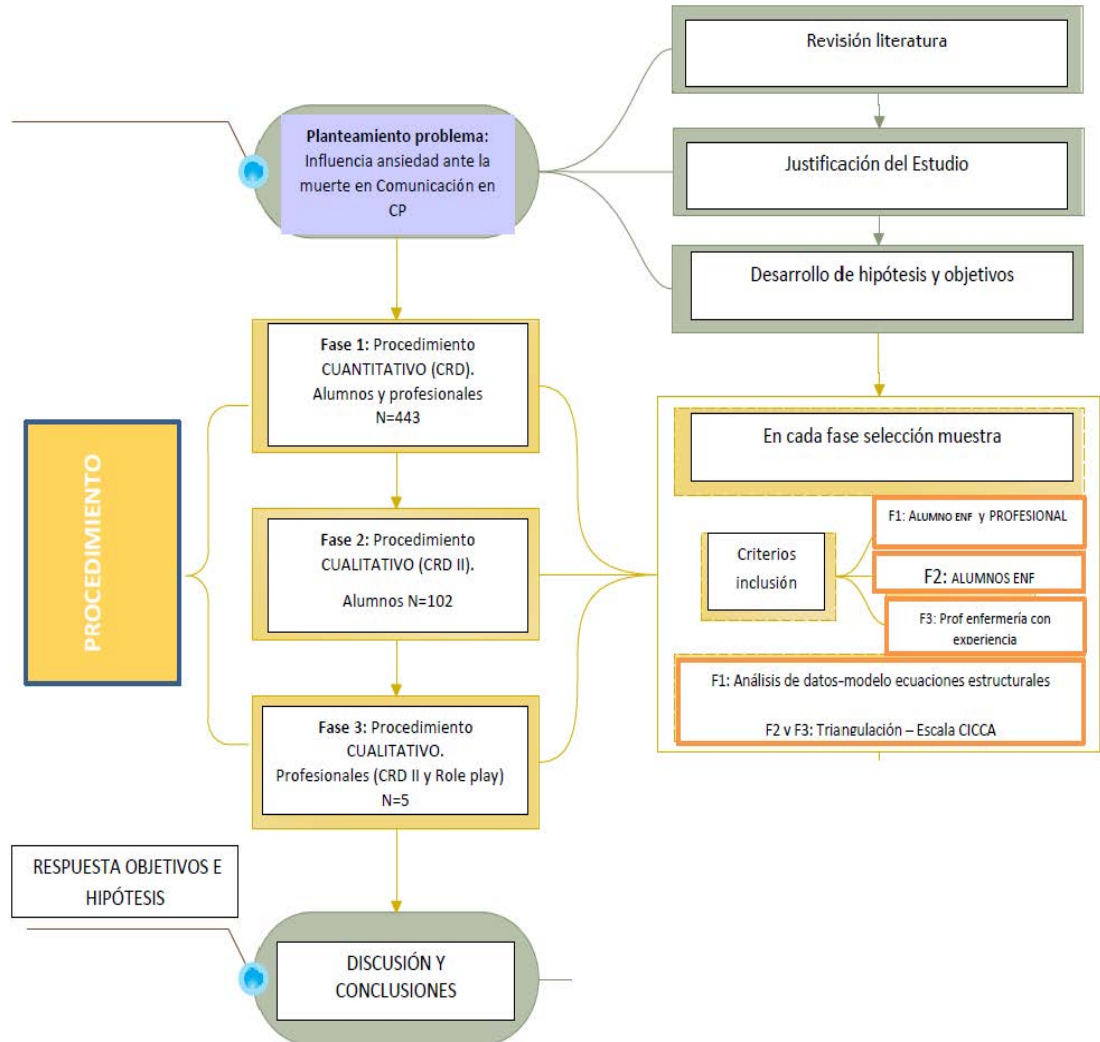 Revisión literatura
Planteamiento problema:
Influencia ansiedad ante la
muerte en Comunicación en
CP
Justificación del Estudio
Desarrollo de hipótesis y objetivos
Fase 1: Procedimiento
CUANTITATIVO (CRD).
Alumnos y profesionales
N=443
PROCEDIMIENTO
Fase 2: Procedimiento
CUALITATIVO (CRD II).
Alumnos N=102
Fase 3: Procedimiento
CUALITATIVO.
Profesionales (CRD II y Role play)
N=5
En cada fase selección muestra
Criterios
inclusión
F1: ALUMNO ENF y PROFESIONAL
F2: ALUMNOS ENF
F3: Prof enfermería con
experiencia
F1: Análisis de datos-modelo ecuaciones estructurales
F2 y F3: Triangulación – Escala CICCA
RESPUESTA OBJETIVOS E
HIPÓTESIS
DISCUSIÓN Y
CONCLUSIONES